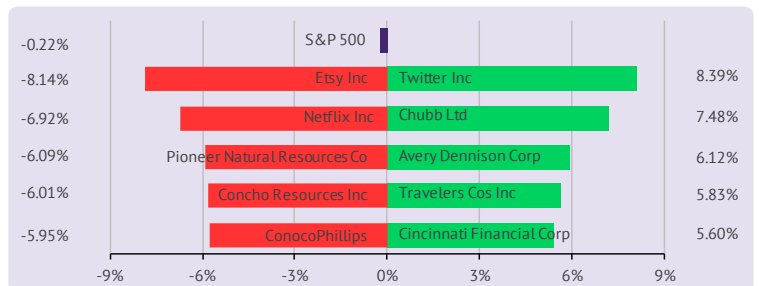 -0.22% S&P 500
-8.14% Etsy Inc Twitter Inc 8.39%
-6.92% Netflix Inc Chubb Ltd 7.48%
-6.09% Pioneer Natural Resources Co Avery Dennison Corp 6.12%
-6.01% Concho Resources Inc Travelers Cos Inc 5.83%
-5.95% ConocoPhillips Cincinnati Financial Corp 5.60%
-9% -6% -3% 0% 3% 6% 9%